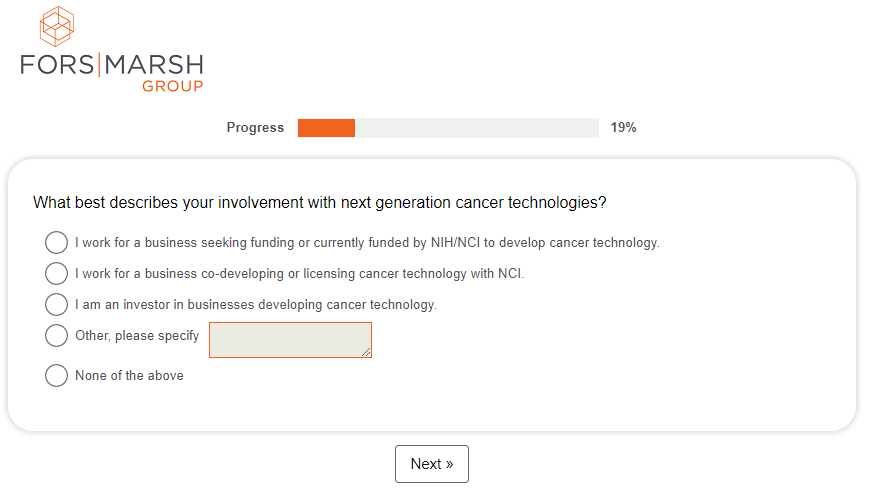 FORS|MARSH
GROUP
Progress 19%
What best describes your involvement with next generation cancer technologies?
I work for a business seeking funding or currently funded by NIH/NCI to develop cancer technology.
I work for a business co-developing or licensing cancer technology with NCI.
I am an investor in businesses developing cancer technology.
Other, please specify
None of the above
Next »